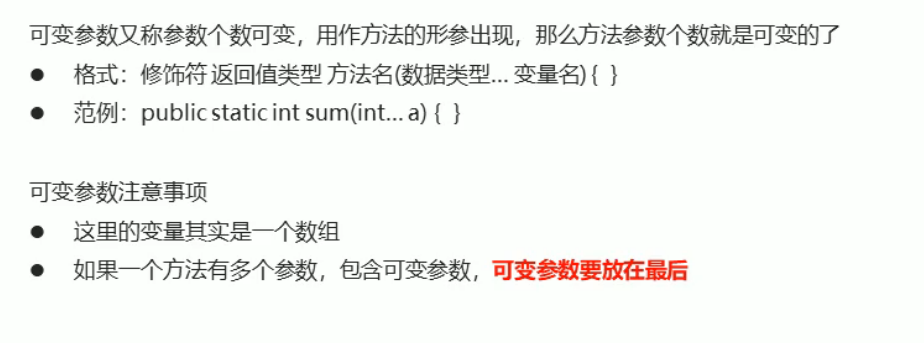 可变参数又称参数个数可变，用作方法的形参出现，那么方法参数个数就是可变的了
● 格式：修饰符 返回值类型 方法名(数据类型... 变量名) { }
● 范例：public static int sum(int... a) { }
可变参数注意事项
● 这里的变量其实是一个数组
● 如果一个方法有多个参数，包含可变参数，可变参数要放在最后